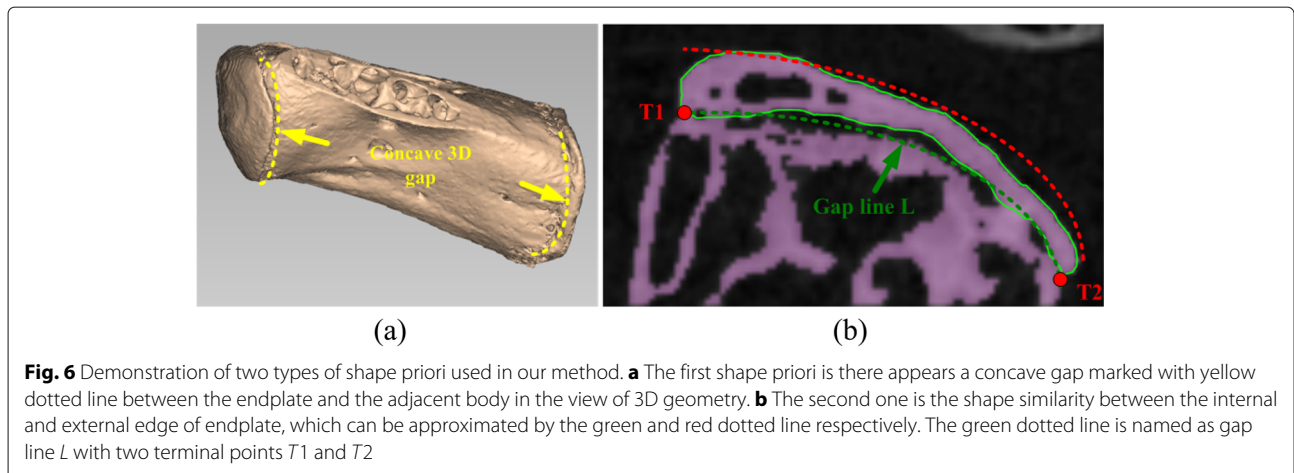 Concave 3D
gap
T1
Gap line L
T2
(a)
(b)
Fig. 6 Demonstration of two types of shape priori used in our method. a The first shape priori is there appears a concave gap marked with yellow
dotted line between the endplate and the adjacent body in the view of 3D geometry. b The second one is the shape similarity between the internal
and external edge of endplate, which can be approximated by the green and red dotted line respectively. The green dotted line is named as gap
line L with two terminal points T1 and T2